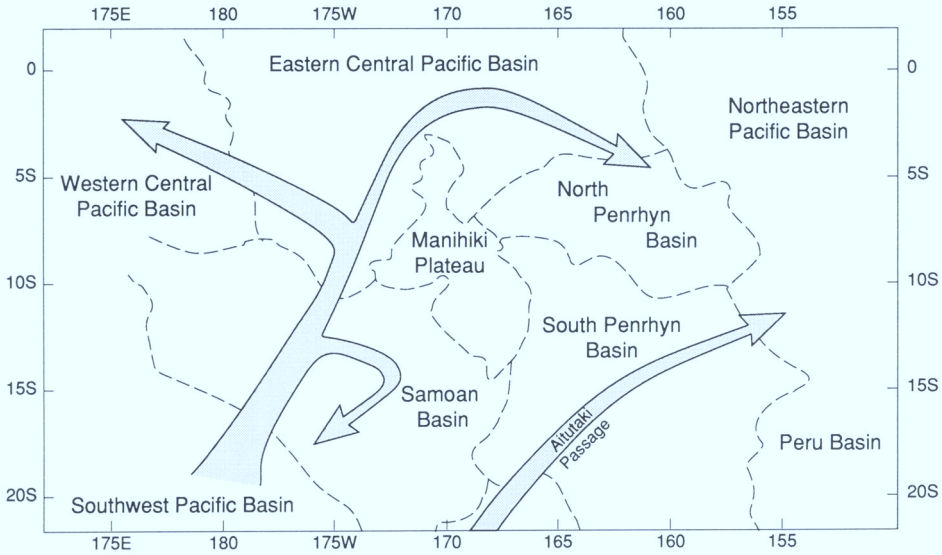 175E 180 175W 170 165 160 155
0 0
Eastern Central Pacific Basin
Northeastern
Pacific Basin
5S 5S
Western Central
Pacific Basin
North
Penrhyn
Basin
Manihiki
Plateau
10S 10S
South Penrhyn
Basin
15S 15S
Samoan
Basin
Aitutaki
Passage
Peru Basin
20S 20S
Southwest Pacific Basin
175E 180 175W 170 165 160 155